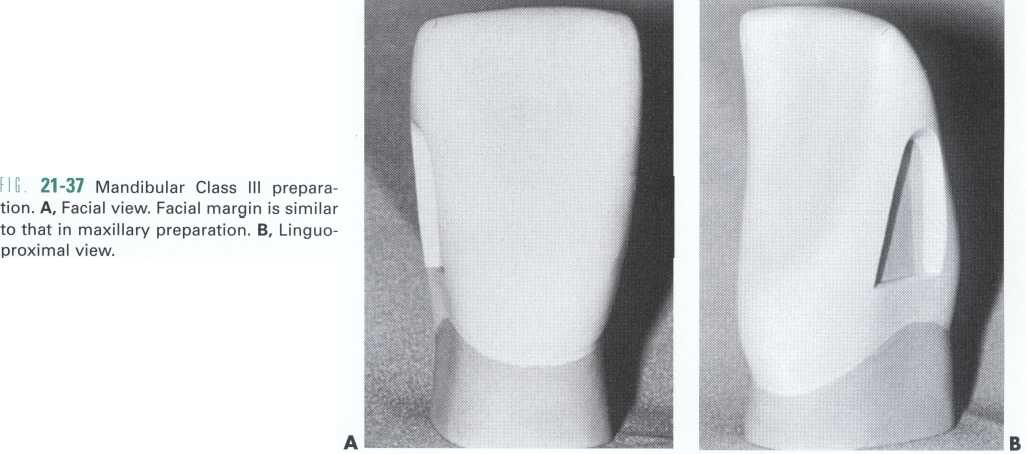 FIG. 21-37 Mandibular Class III prepara-
tion. A, Facial view. Facial margin is similar
to that in maxillary preparation. B, Linguo-
proximal view.
A
B